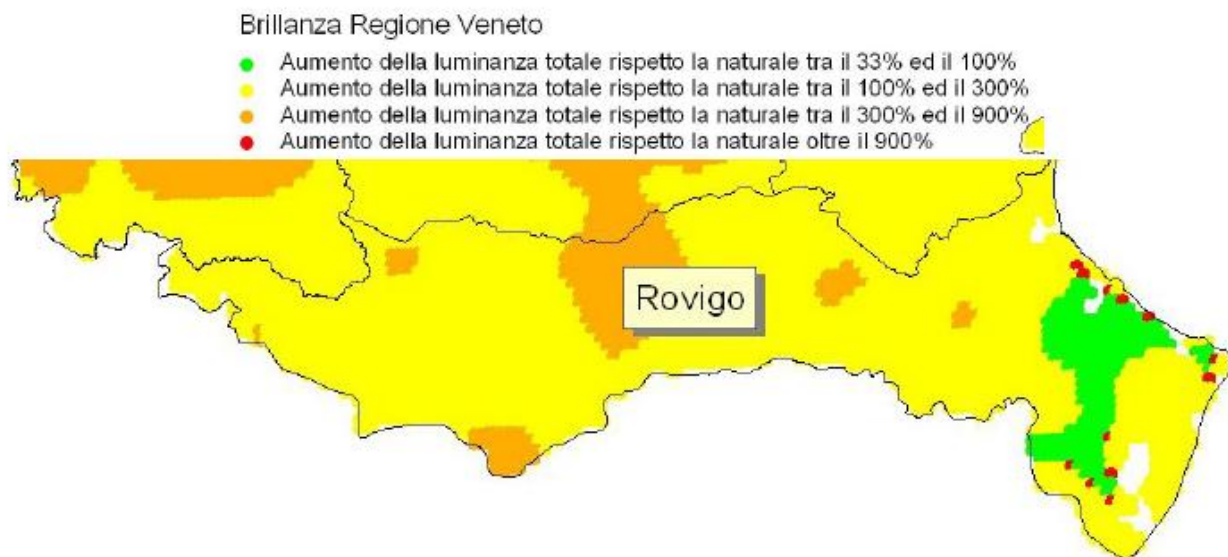 Brillanza Regione Veneto
Aumento della luminanza totale rispetto la naturale tra il 33% ed il 100%
Aumento della luminanza totale rispetto la naturale tra il 100% ed il 300%
Aumento della luminanza totale rispetto la naturale tra il 300% ed il 900%
Aumento della luminanza totale rispetto la naturale oltre il 900%
Rovigo